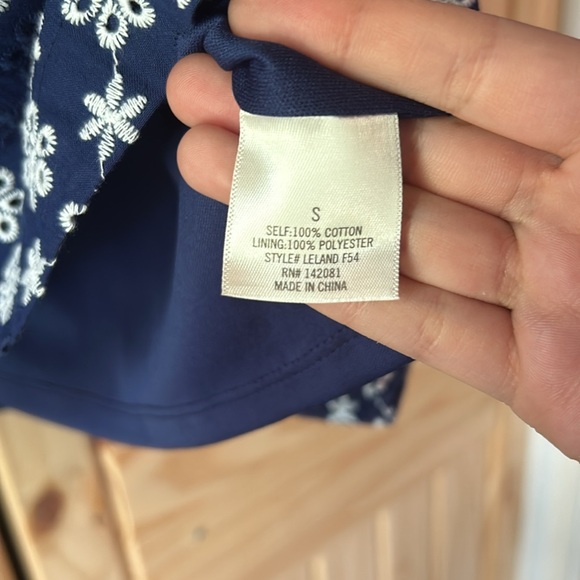 S
SELF:100% COTTON
LINING:100% POLYESTER
STYLE# LELAND F54
RN# 142081
MADE IN CHINA